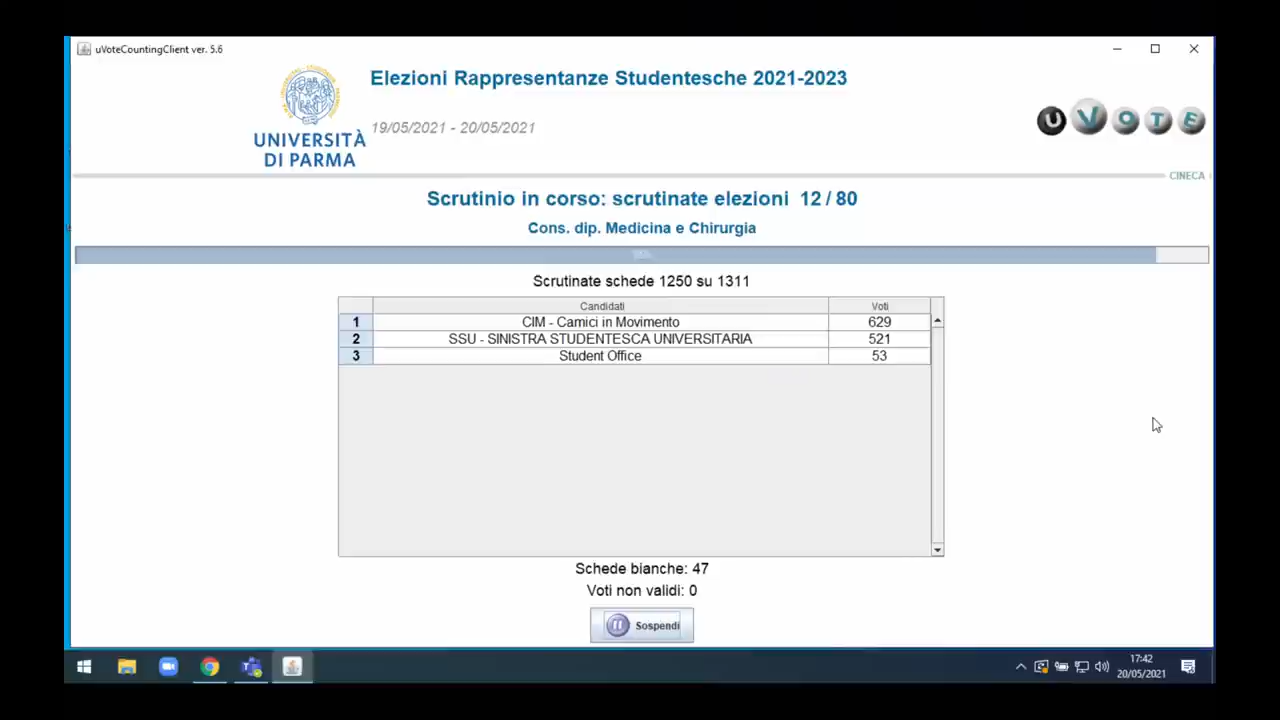 uVoteCountingClient ver. 5.6
Elezioni Rappresentanze Studentesche 2021-2023
19/05/2021 - 20/05/2021
UNIVERSITÀ
DI PARMA
U V O T E
CINECA
Scrutinio in corso: scrutinate elezioni 12 / 80
Cons. dip. Medicina e Chirurgia
Scrutinate schede 1250 su 1311
Candidati Voti
1 CIM - Camici in Movimento 629
2 SSU - SINISTRA STUDENTESCA UNIVERSITARIA 521
3 Student Office 53
Schede bianche: 47
Voti non validi: 0
Sospendi
17:42
20/05/2021